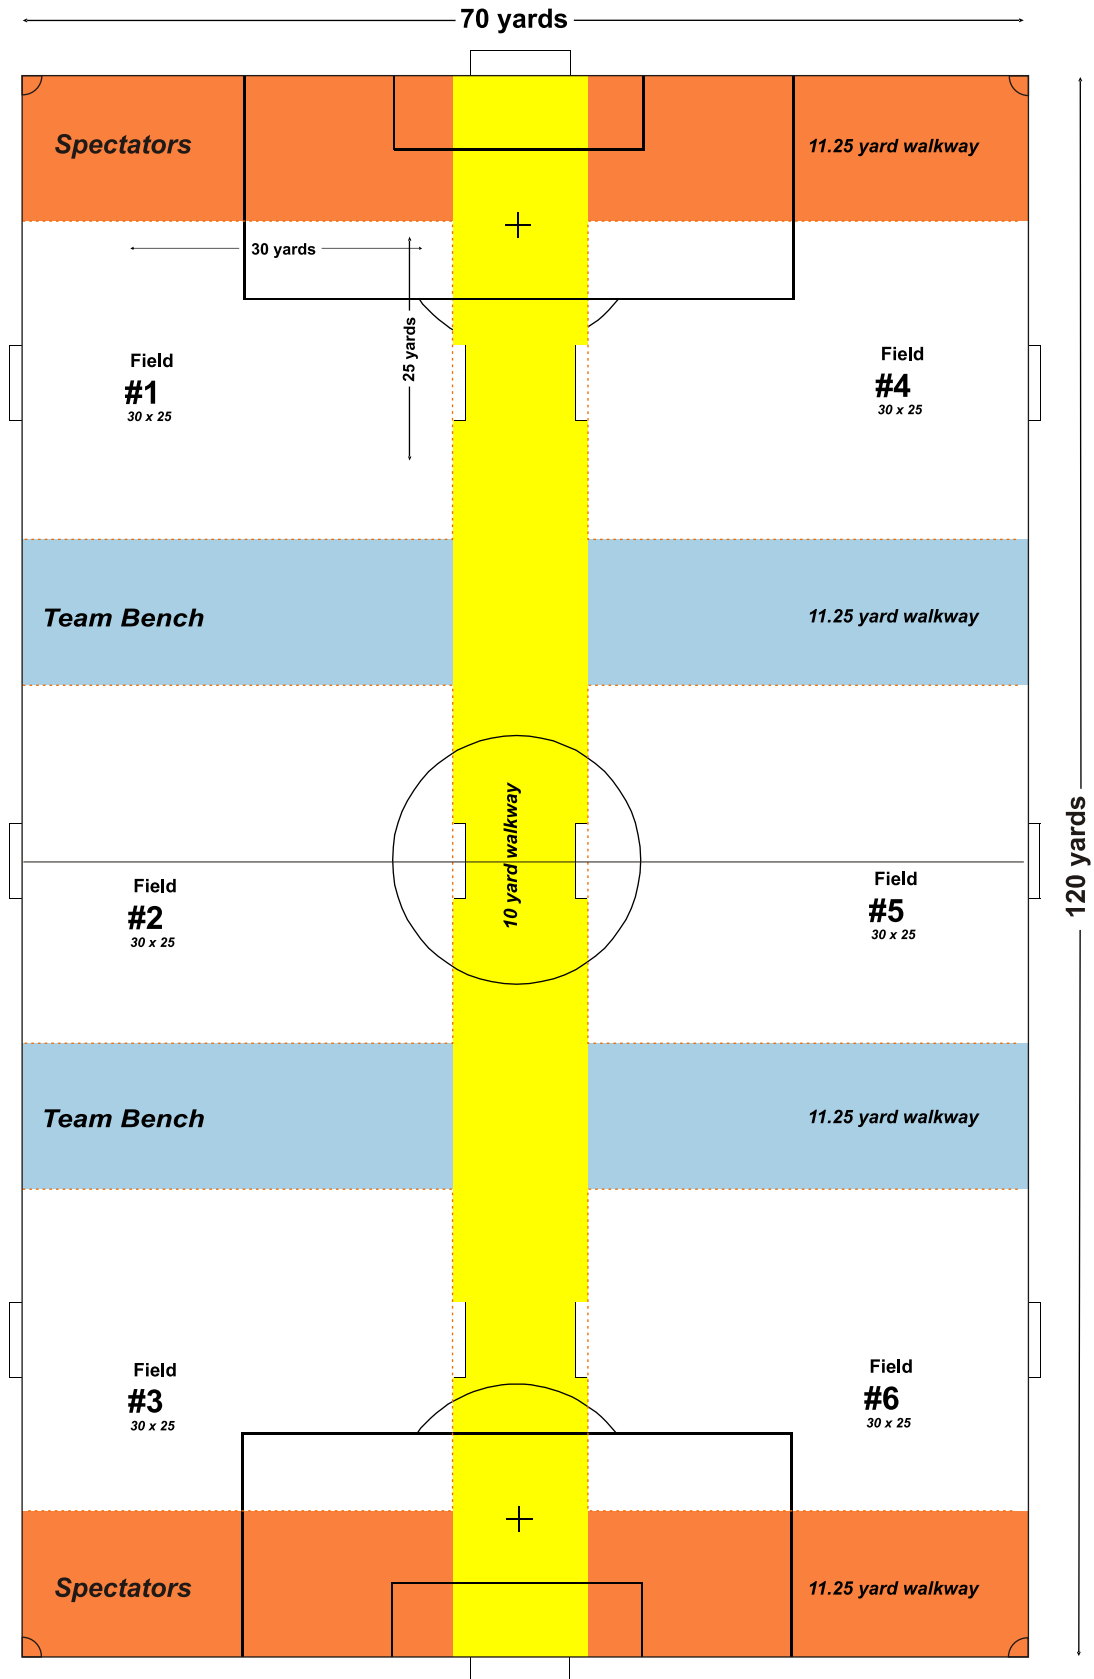 70 yards
Spectators
11.25 yard walkway
30 yards
25 yards
Field
#1
30 x 25
Field
#4
30 x 25
Team Bench
11.25 yard walkway
10 yard walkway
120 yards
Field
#2
30 x 25
Field
#5
30 x 25
Team Bench
11.25 yard walkway
Field
#3
30 x 25
Field
#6
30 x 25
Spectators
11.25 yard walkway